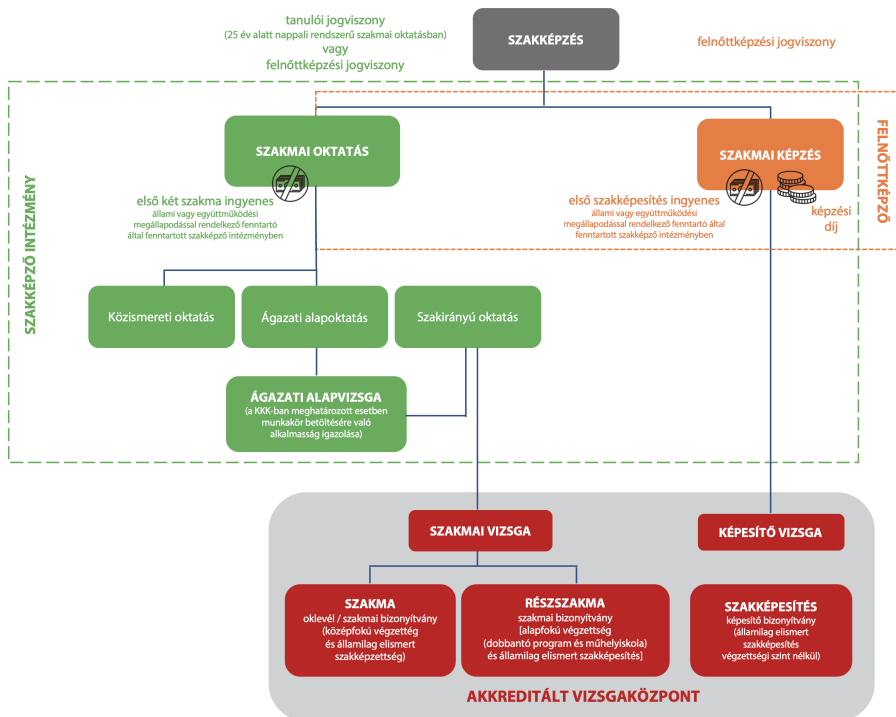 tanulói jogviszony
(25 év alatt nappali rendszerű szakmai oktatásban)
vagy
felnőttképzési jogviszony
SZAKKÉPZÉS
felnőttképzési jogviszony
SZAKKÉPZŐ INTÉZMÉNY
FELNŐTTKÉPZŐ
SZAKMAI OKTATÁS
első két szakma ingyenes
állami vagy együttműködési
megállapodással rendelkező fenntartó
által fenntartott szakképző intézményben
SZAKMAI KÉPZÉS
első szakképesítés ingyenes
állami vagy együttműködési
megállapodással rendelkező fenntartó által
fenntartott szakképző intézményben
képzési
díj
Közismereti oktatás
Ágazati alapoktatás
Szakirányú oktatás
ÁGAZATI ALAPVIZSGA
(a KKK-ban meghatározott esetben
munkakör betöltésére való
alkalmasság igazolása)
SZAKMAI VIZSGA
KÉPESÍTŐ VIZSGA
SZAKMA
oklevél / szakmai bizonyítvány
(középfokú végzettég
és államilag elismert
szakképzettség)
RÉSZSZAKMA
szakmai bizonyítvány
[alapfokú végzettség
(dobbantó program és műhelyiskola)
és államilag elismert szakképesítés]
SZAKKÉPESÍTÉS
képesítő bizonyítvány
(államilag elismert
szakképesítés
végzettségi szint nélkül)
AKKREDITÁLT VIZSGAKÖZPONT